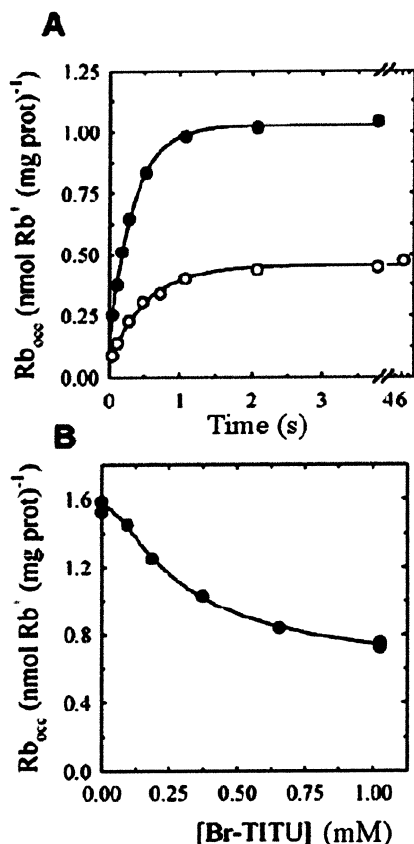 A
Rb_occ (nmol Rb⁺ (mg prot)⁻¹
1.25
1.00
0.75
0.50
0.25
0.00
0 1 2 3 46
Time (s)
B
Rb_occ (nmol Rb⁺ (mg prot)⁻¹
1.6
1.2
0.8
0.4
0.0
0.00 0.25 0.50 0.75 1.00
[Br-TITU] (mM)